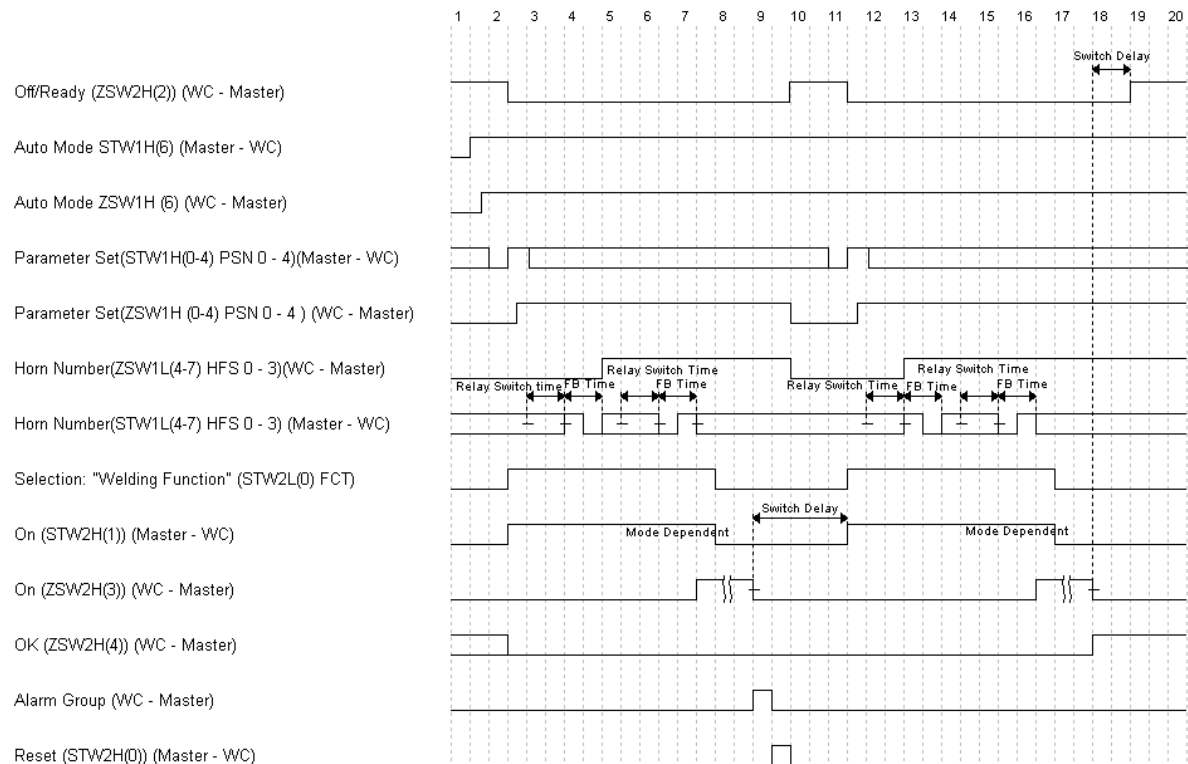 1 2 3 4 5 6 7 8 9 10 11 12 13 14 15 16 17 18 19 20
Switch Delay
Off/Ready (ZSW2H(2)) (WC - Master)
Auto Mode STW1H(6) (Master - WC)
Auto Mode ZSW1H (6) (WC - Master)
Parameter Set(STW1H(0-4) PSN 0 - 4)(Master - WC)
Parameter Set(ZSW1H (0-4) PSN 0 - 4 ) (WC - Master)
Horn Number(ZSW1L(4-7) HFS 0 - 3)(WC - Master)
Relay Switch Time Relay Switch Time
Relay Switch time FB Time FB Time Relay Switch Time FB Time FB Time
Horn Number(STW1L(4-7) HFS 0 - 3) (Master - WC)
Selection: "Welding Function" (STW2L(0) FCT)
Switch Delay
On (STW2H(1)) (Master - WC) Mode Dependent Mode Dependent
On (ZSW2H(3)) (WC - Master)
OK (ZSW2H(4)) (WC - Master)
Alarm Group (WC - Master)
Reset (STW2H(0)) (Master - WC)